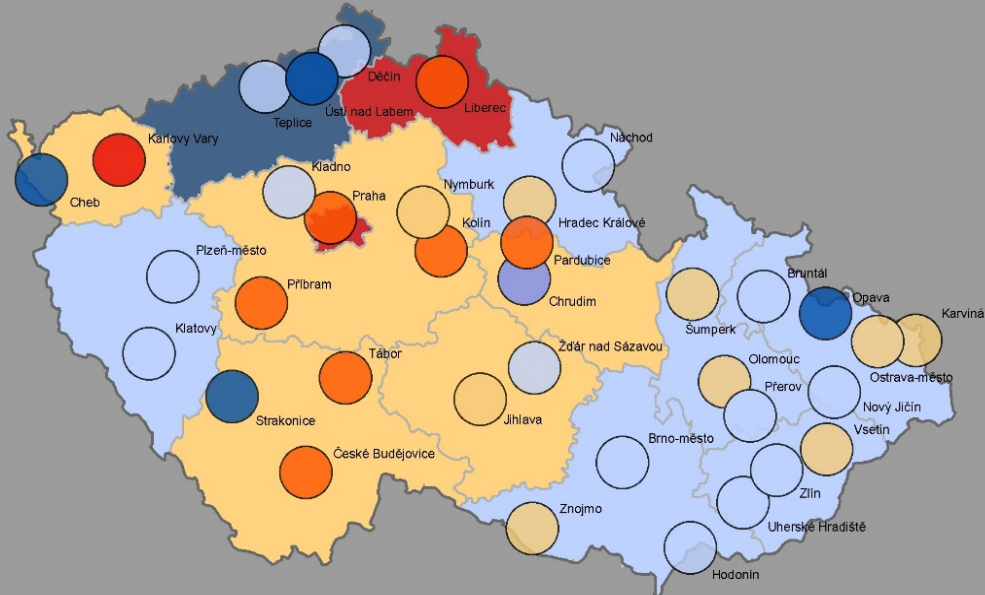 Děčín
Ústí nad Labem
Teplice
Liberec
Karlovy Vary
Cheb
Náchod
Kladno
Nymburk
Praha
Kolín
Hradec Králové
Plzeň-město
Pardubice
Příbram
Chrudim
Bruntál
Opava
Karviná
Šumperk
Klatovy
Žďár nad Sázavou
Tábor
Ostrava-město
Olomouc
Přerov
Nový Jičín
Strakonice
Jihlava
Vsetín
Brno-město
České Budějovice
Zlín
Znojmo
Uherské Hradiště
Hodonín